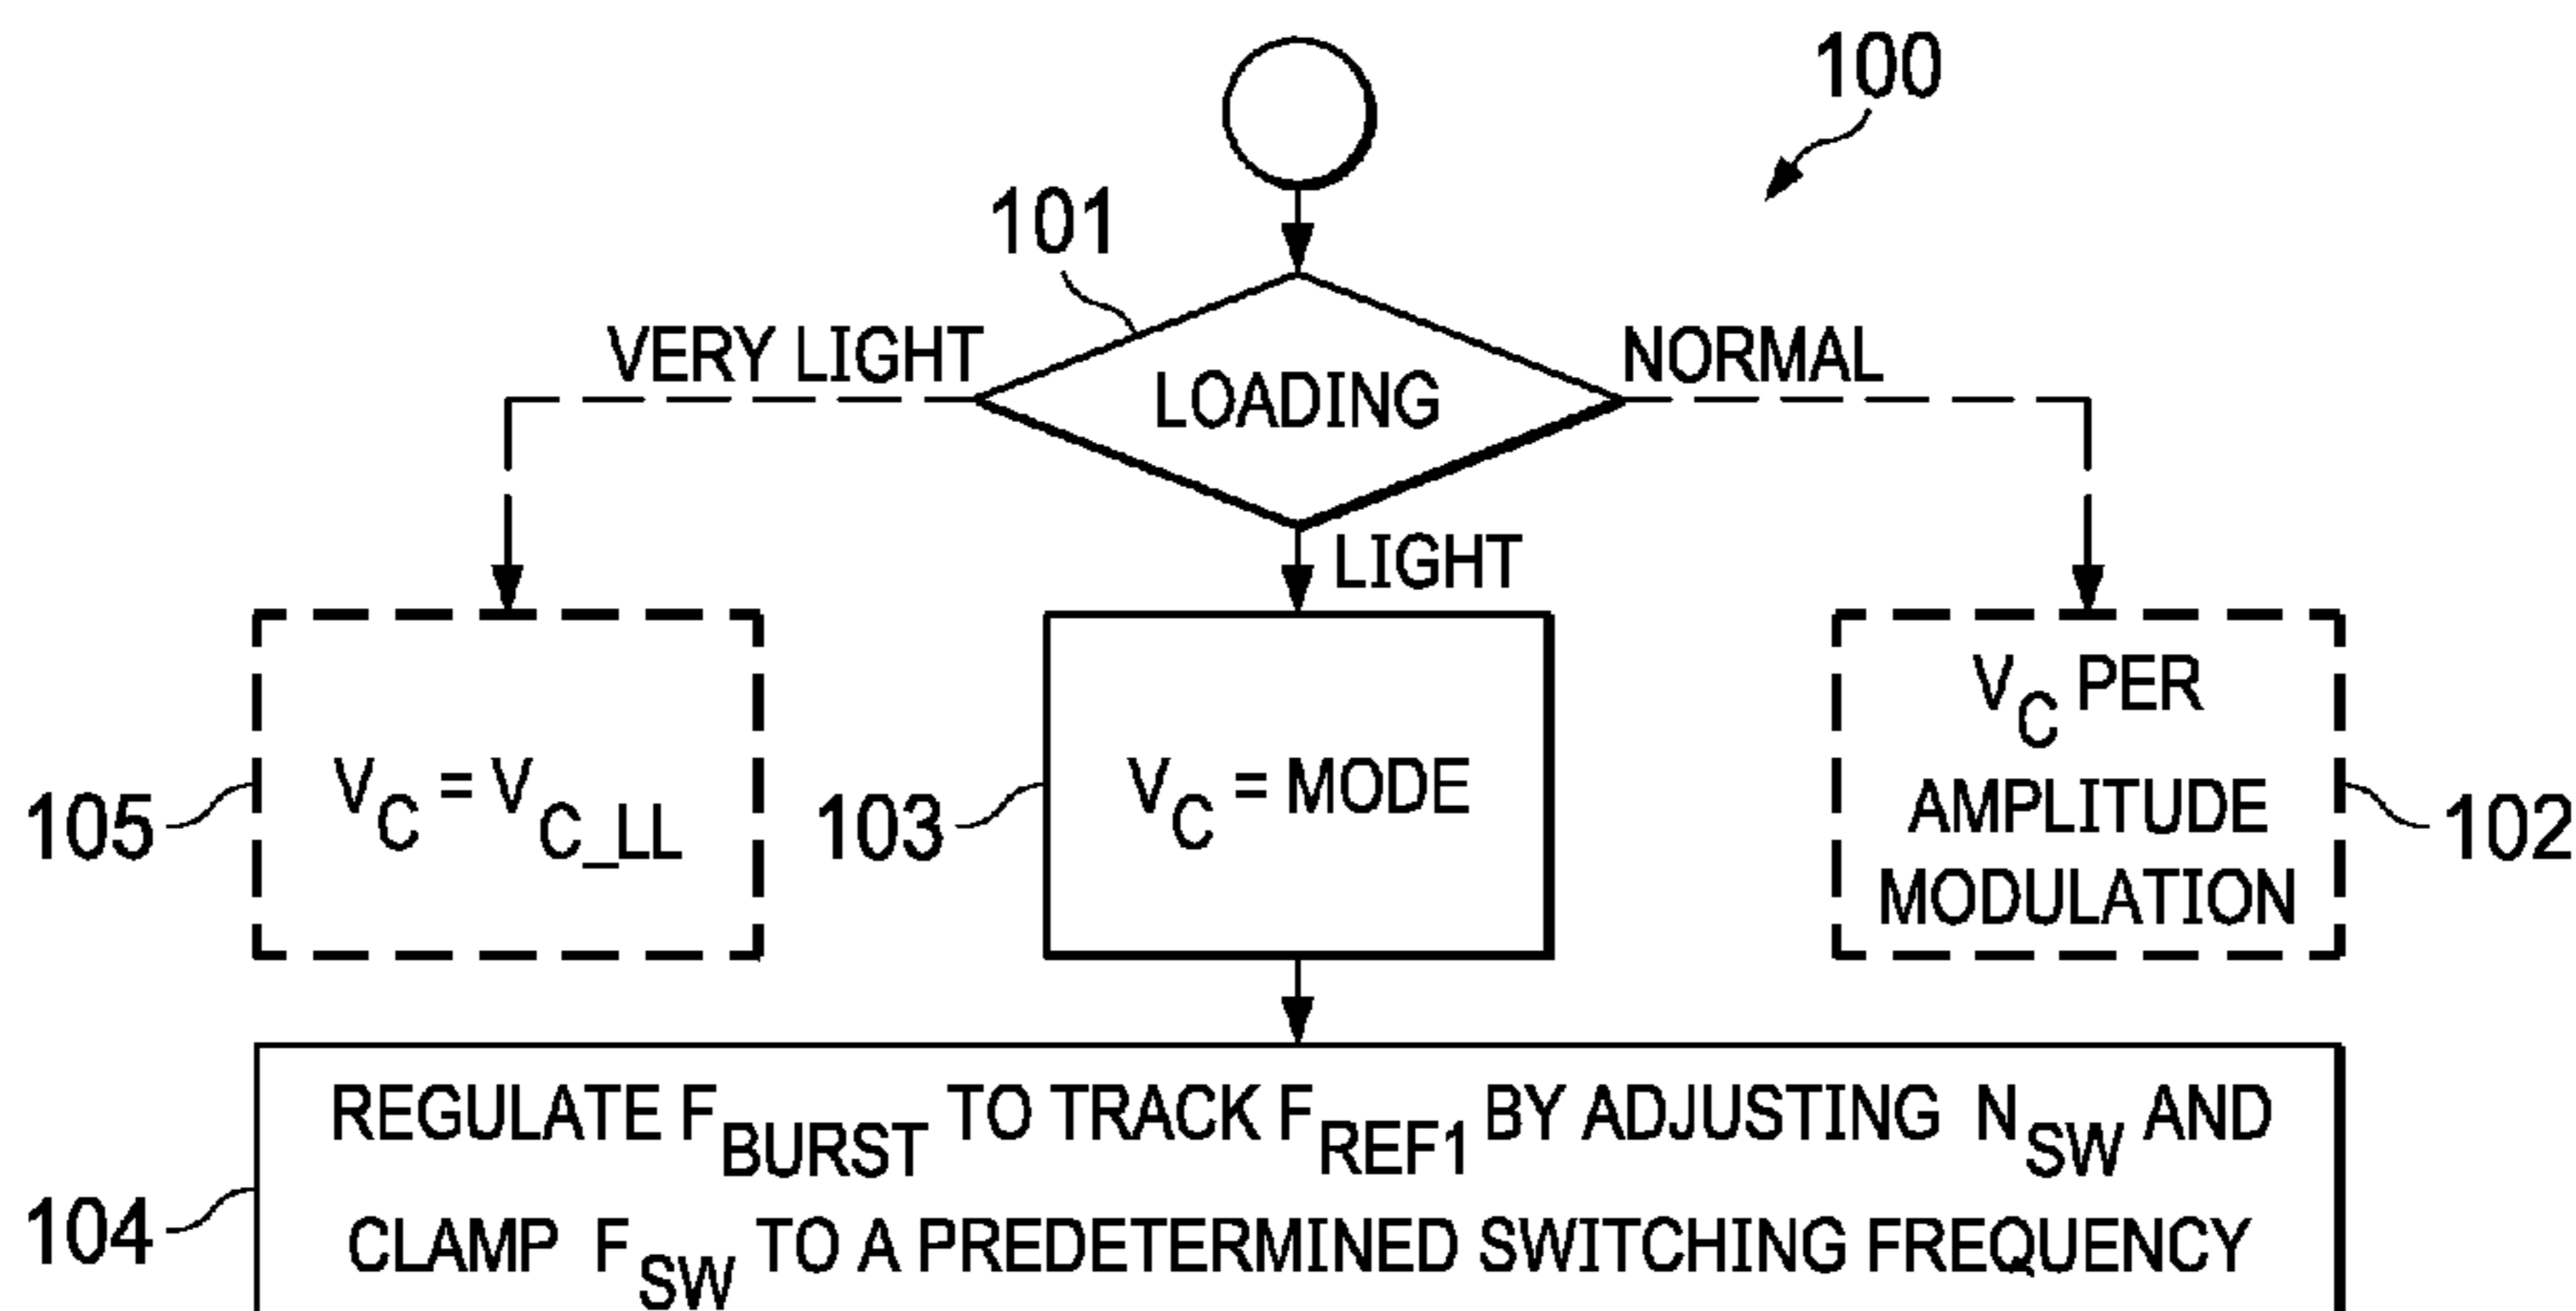 100
101
VERY LIGHT
LOADING
NORMAL
LIGHT
105
V_C = V_C_LL
103
V_C = MODE
V_C PER
AMPLITUDE
MODULATION
102
104
REGULATE F_BURST TO TRACK F_REF1 BY ADJUSTING N_SW AND
CLAMP F_SW TO A PREDETERMINED SWITCHING FREQUENCY